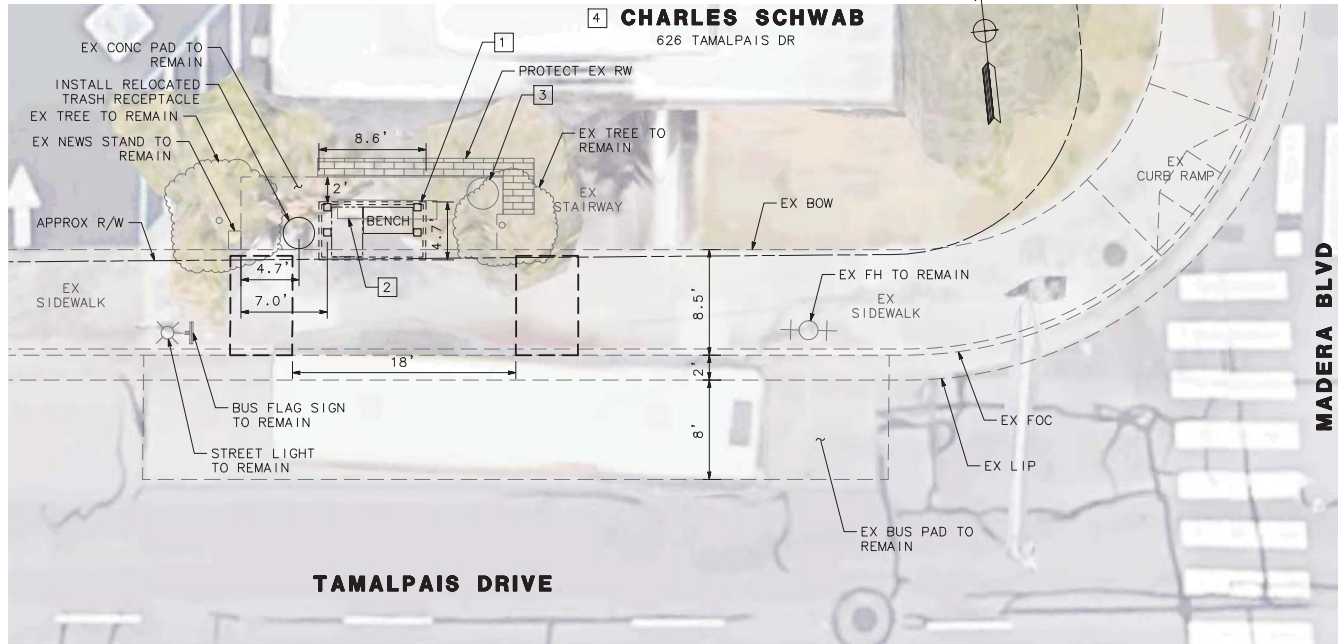 4 CHARLES SCHWAB
626 TAMALPAIS DR
EX CONC PAD TO
REMAIN
INSTALL RELOCATED
TRASH RECEPTACLE
EX TREE TO REMAIN
EX NEWS STAND TO
REMAIN
APPROX R/W
1
PROTECT EX RW
3
EX TREE TO
REMAIN
8.6'
2'
BENCH
4.7'
EX
STAIRWAY
2
4.7'
7.0'
EX
SIDEWALK
EX BOW
EX
CURB RAMP
EX FH TO REMAIN
EX
SIDEWALK
8.5'
2'
8'
18'
BUS FLAG SIGN
TO REMAIN
STREET LIGHT
TO REMAIN
EX FOC
EX LIP
EX BUS PAD TO
REMAIN
MADERA BLVD
TAMALPAIS DRIVE